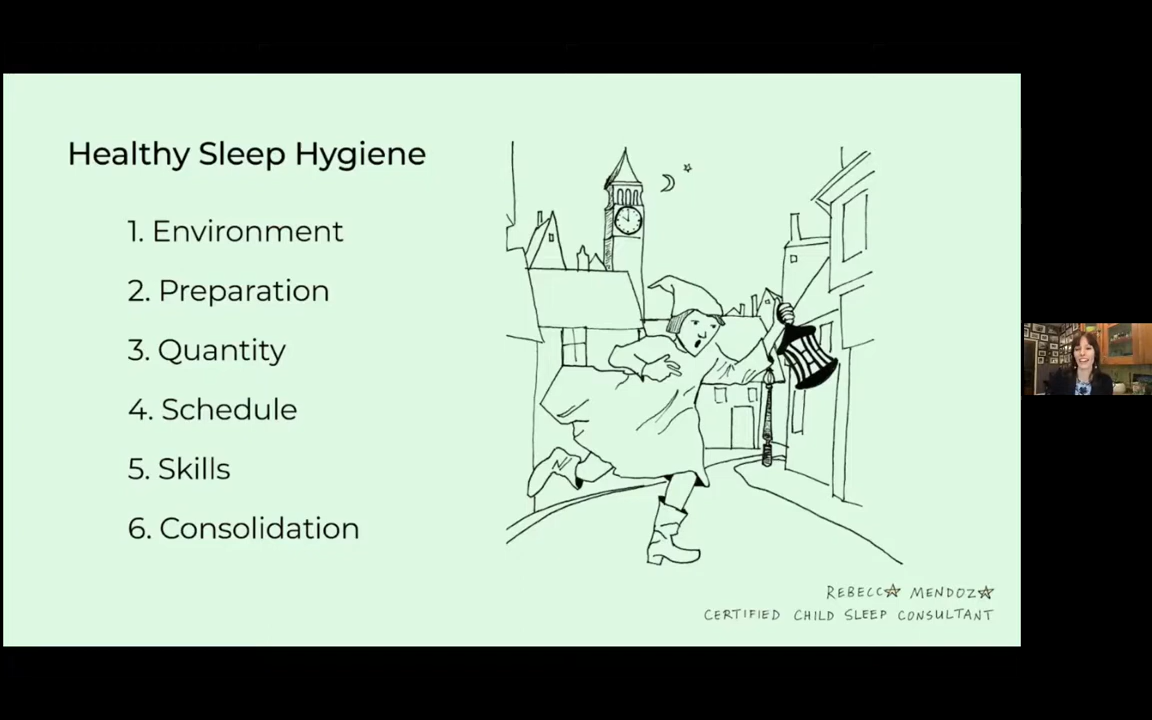 Healthy Sleep Hygiene
1. Environment
2. Preparation
3. Quantity
4. Schedule
5. Skills
6. Consolidation
REBECCA MENDOZA
CERTIFIED CHILD SLEEP CONSULTANT